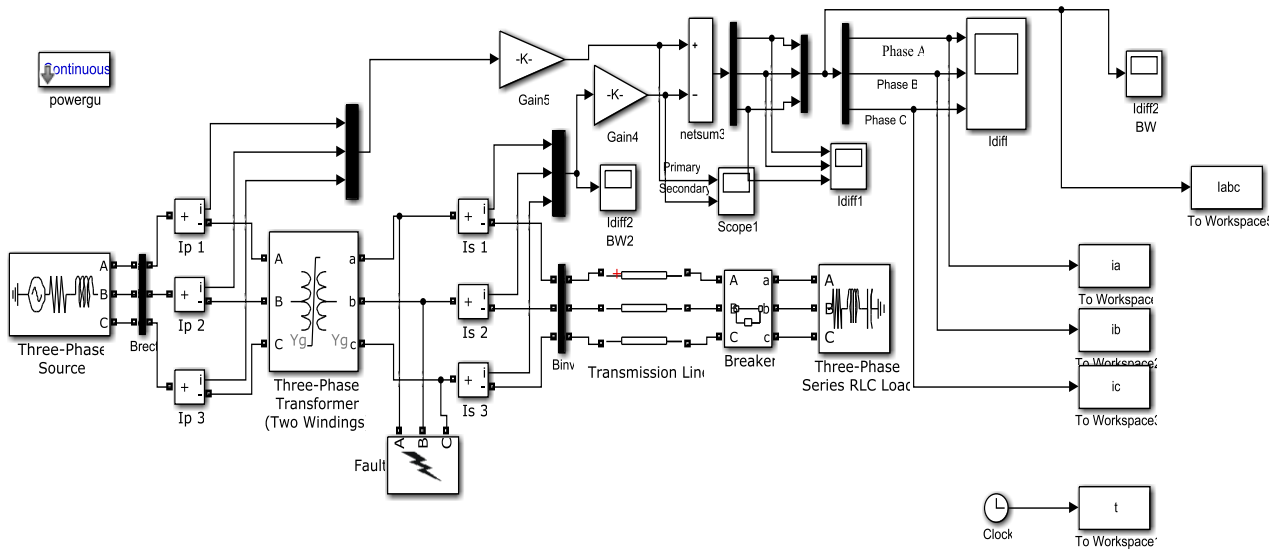 Continuous
powergu
-K-
Gain5
-K-
Gain4
+
-
netsum3
Phase A
Phase B
Phase C
Idiff
Idiff2
BW
Iabc
To Workspace5
Primary
Secondary
Scope1
Idiff1
Idiff2
BW2
+ i -
Ip 1
+ i -
Ip 2
+ i -
Ip 3
A
B
C
Three-Phase
Source
Brect
A a
B b
C c
Yg Yg
Three-Phase
Transformer
(Two Windings
+ i -
Is 1
+ i -
Is 2
+ i -
Is 3
Binv
Transmission Line
A a
B b
C c
Breaker
A
B
C
Three-Phase
Series RLC Load
A B C
Fault
ia
To Workspace
ib
To Workspace2
ic
To Workspace3
Clock
t
To Workspace1